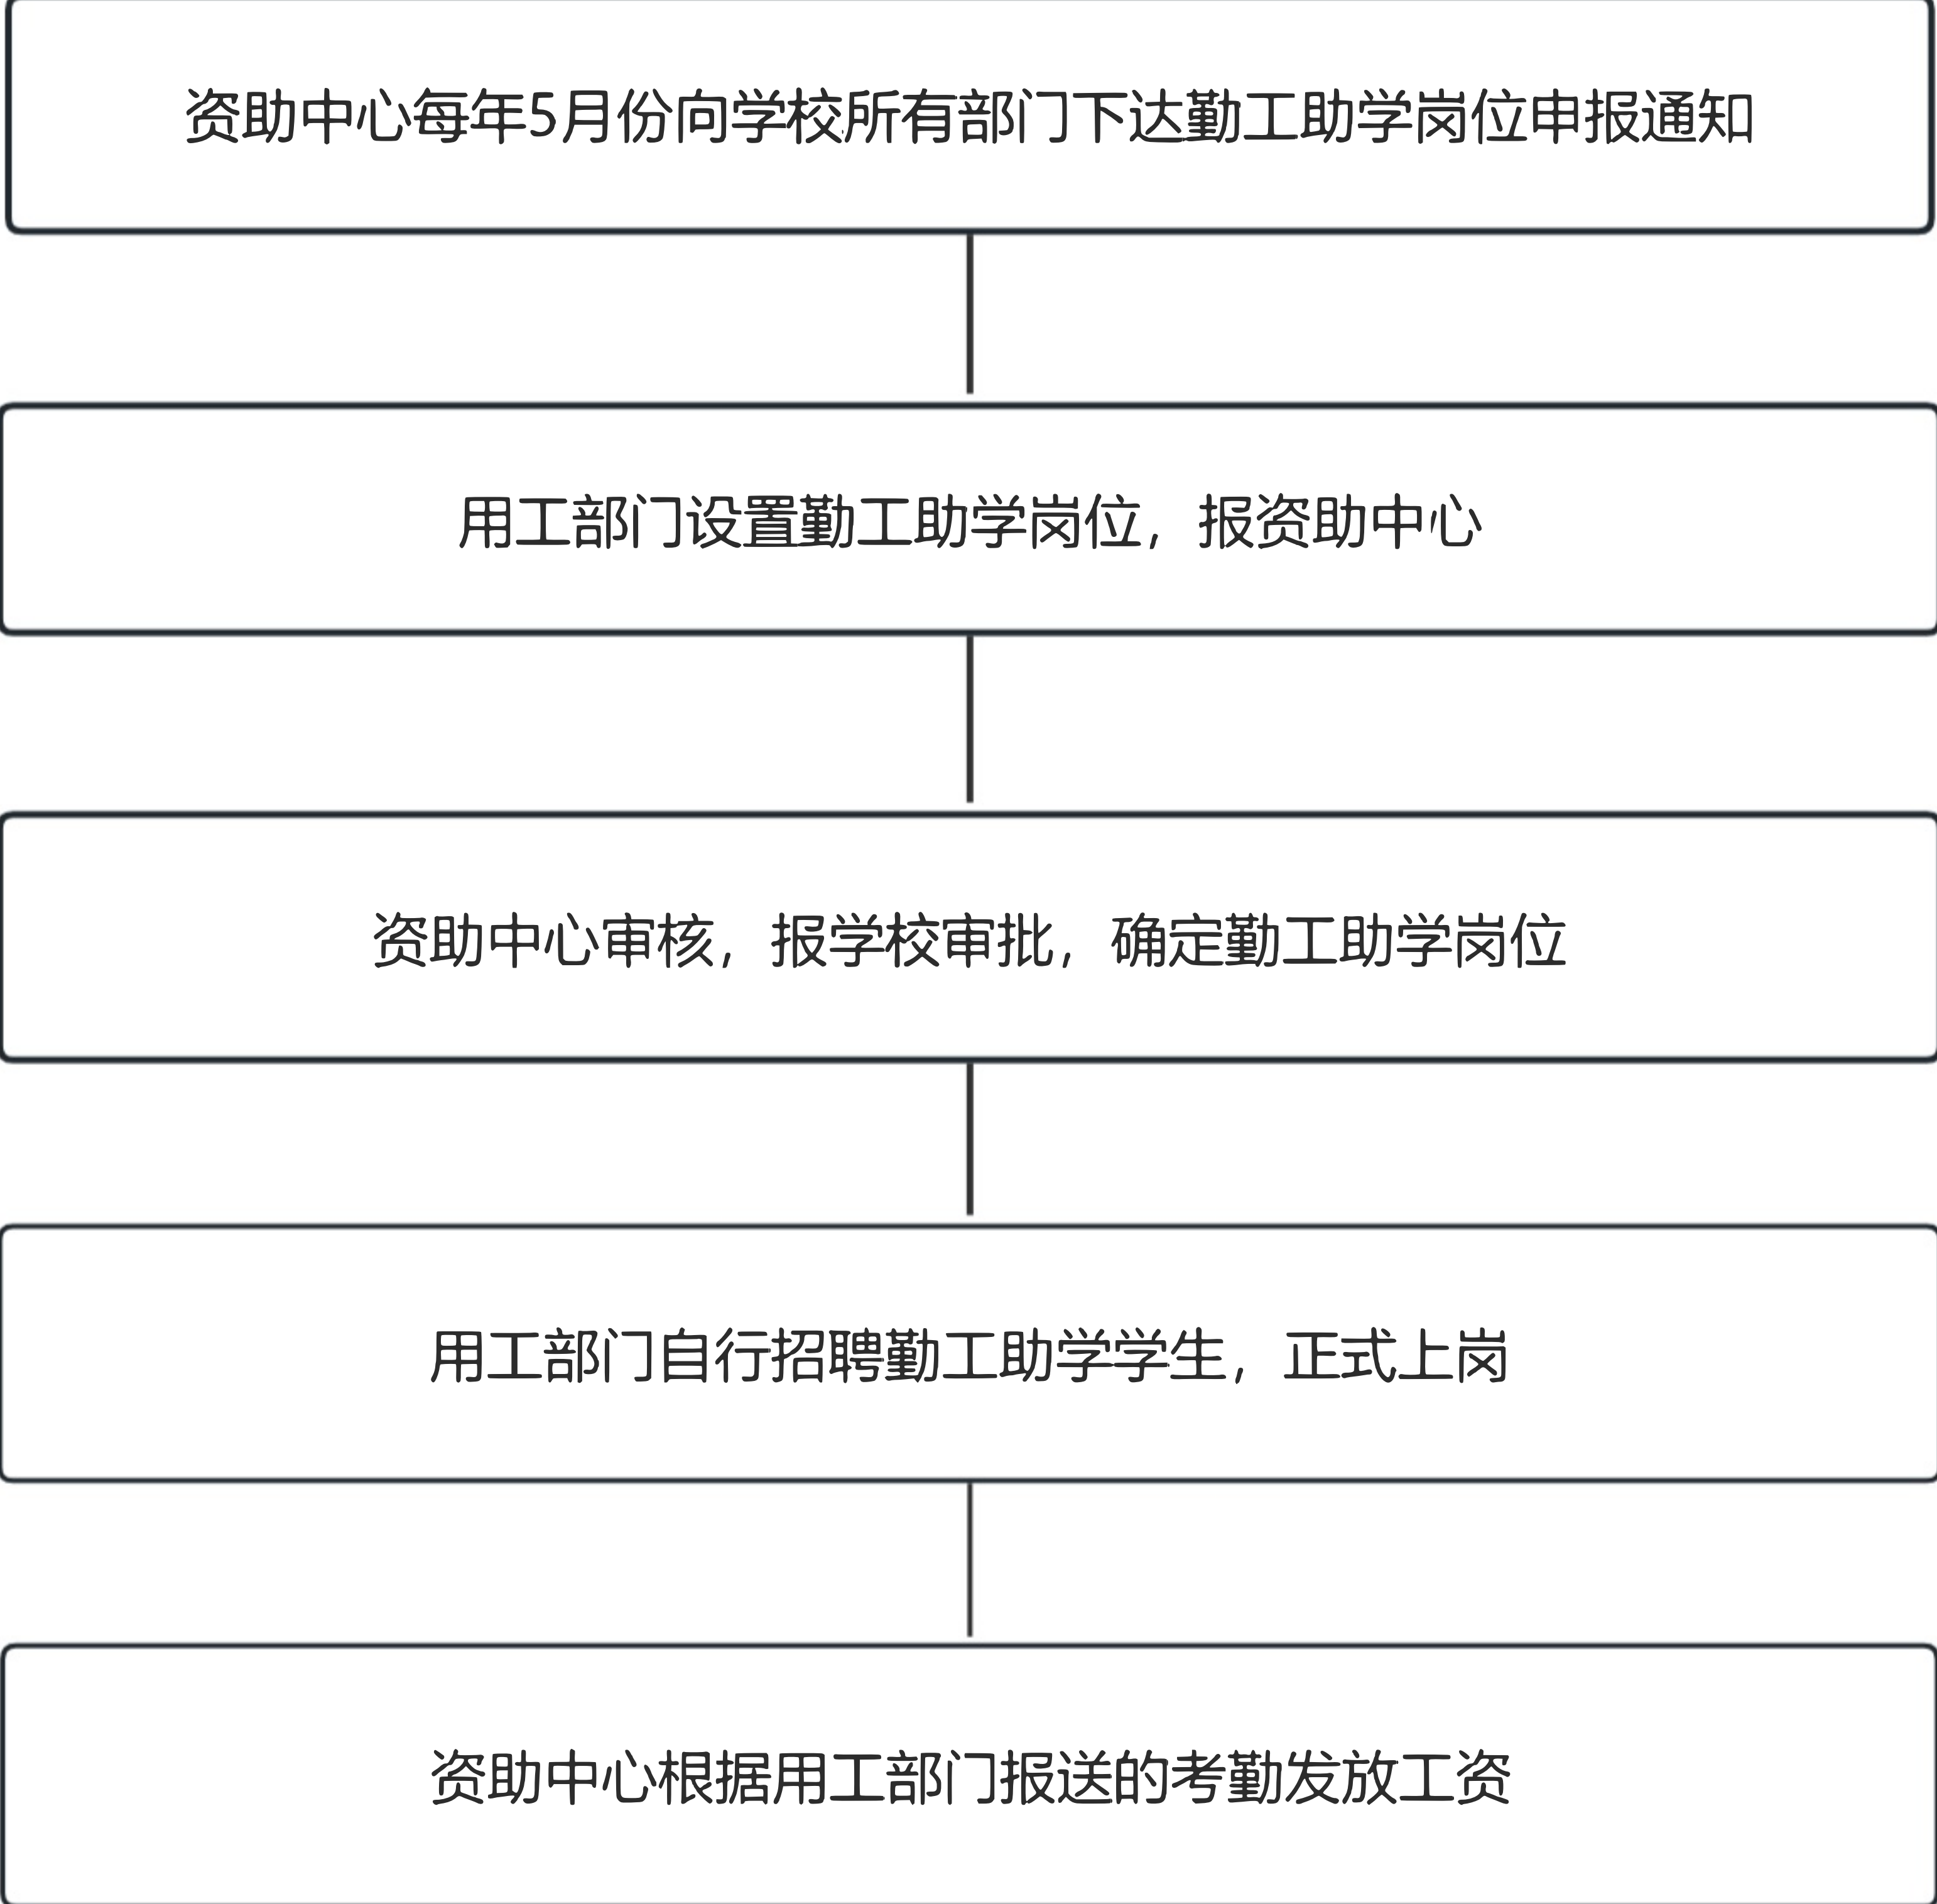 资助中心每年5月份向学校所有部门下达勤工助学岗位申报通知
用工部门设置勤工助学岗位，报资助中心
资助中心审核，报学校审批，确定勤工助学岗位
用工部门自行招聘勤工助学学生，正式上岗
资助中心根据用工部门报送的考勤发放工资